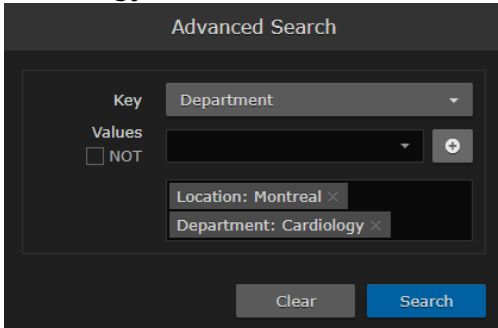 Advanced Search
Key
Department
Values
NOT
Location: Montreal ×
Department: Cardiology ×
Clear
Search